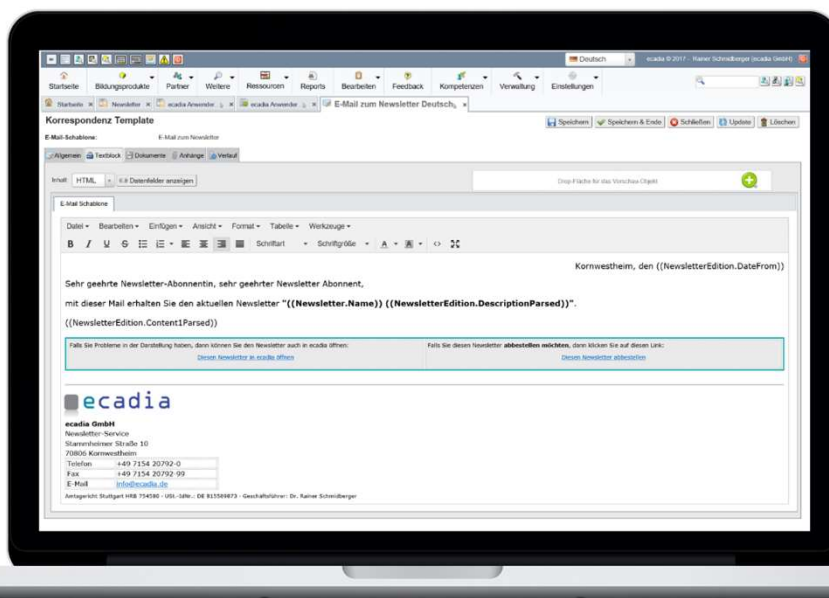 Deutsch ecadia © 2017 - Rainer Schmidberger (ecadia GmbH)
Startseite Bildungsprodukte Partner Weitere Ressourcen Reports Bearbeiten Feedback Kompetenzen Verwaltung Einstellungen
Startseite Newsletter ecadia Anwender ecadia Anwender E-Mail zum Newsletter Deutsch
Korrespondenz Template Speichern Speichern & Ende Schließen Update Löschen
E-Mail-Schablone: E-Mail zum Newsletter
Allgemein Textblock Dokumente Anhänge Verlauf
Inhalt HTML Datenfelder anzeigen Drop-Fläche für das Vorschau-Objekt
E-Mail Schablone
Datei Bearbeiten Einfügen Ansicht Format Tabelle Werkzeuge
B I U S Schriftart Schriftgröße A A
Kornwestheim, den ((NewsletterEdition.DateFrom))
Sehr geehrte Newsletter-Abonnentin, sehr geehrter Newsletter Abonnent,
mit dieser Mail erhalten Sie den aktuellen Newsletter "((Newsletter.Name)) ((NewsletterEdition.DescriptionParsed))".
((NewsletterEdition.Content1Parsed))
Falls Sie Probleme in der Darstellung haben, dann können Sie den Newsletter auch in ecadia öffnen: Falls Sie diesen Newsletter abbestellen möchten, dann klicken Sie auf diesen Link:
Diesen Newsletter in ecadia öffnen Diesen Newsletter abbestellen
ecadia
ecadia GmbH
Newsletter-Service
Stammheimer Straße 10
70806 Kornwestheim
Telefon +49 7154 20792-0
Fax +49 7154 20792-99
E-Mail info@ecadia.de
Amtsgericht Stuttgart HRB 754590 - USt.-IdNr.: DE 815589873 - Geschäftsführer: Dr. Rainer Schmidberger